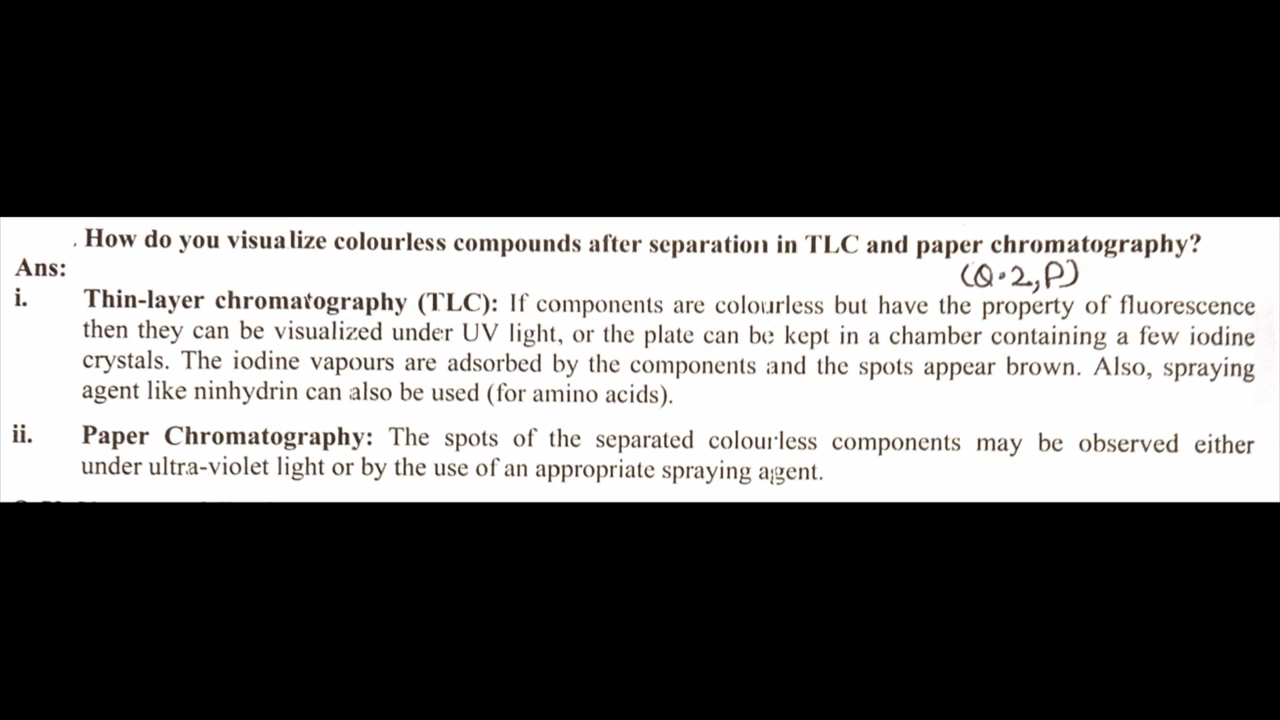 . How do you visualize colourless compounds after separation in TLC and paper chromatography?
Ans:
(Q.2,P)
i. Thin-layer chromatography (TLC): If components are colourless but have the property of fluorescence
then they can be visualized under UV light, or the plate can be kept in a chamber containing a few iodine
crystals. The iodine vapours are adsorbed by the components and the spots appear brown. Also, spraying
agent like ninhydrin can also be used (for amino acids).
ii. Paper Chromatography: The spots of the separated colourless components may be observed either
under ultra-violet light or by the use of an appropriate spraying agent.